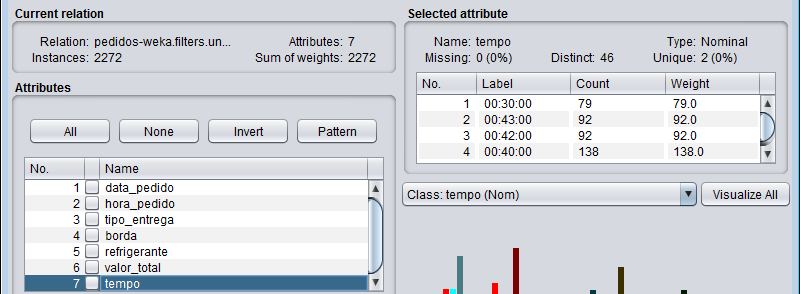 Current relation
Relation: pedidos-weka.filters.un... Attributes: 7
Instances: 2272 Sum of weights: 2272
Attributes
All None Invert Pattern
No. Name
1 data_pedido
2 hora_pedido
3 tipo_entrega
4 borda
5 refrigerante
6 valor_total
7 tempo
Selected attribute
Name: tempo Type: Nominal
Missing: 0 (0%) Distinct: 46 Unique: 2 (0%)
No. Label Count Weight
1 00:30:00 79 79.0
2 00:43:00 92 92.0
3 00:42:00 92 92.0
4 00:40:00 138 138.0
Class: tempo (Nom) Visualize All